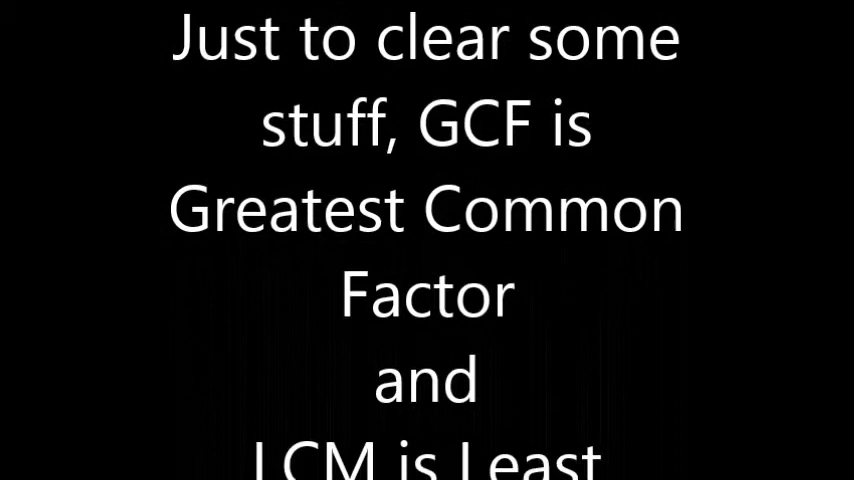 Just to clear some
stuff, GCF is
Greatest Common
Factor
and
LCM is Least